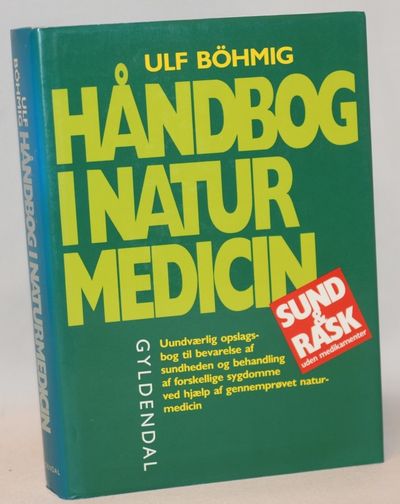 ULF BÖHMIG
HÅNDBOG
I NATUR
MEDICIN
SUND
&
RASK
uden medikamenter
Uundværlig opslags-
bog til bevarelse af
sundheden og behandling
af forskellige sygdomme
ved hjælp af gennemprøvet natur-
medicin
GYLDENDAL
ULF
BÖHMIG
HÅNDBOG I NATURMEDICIN